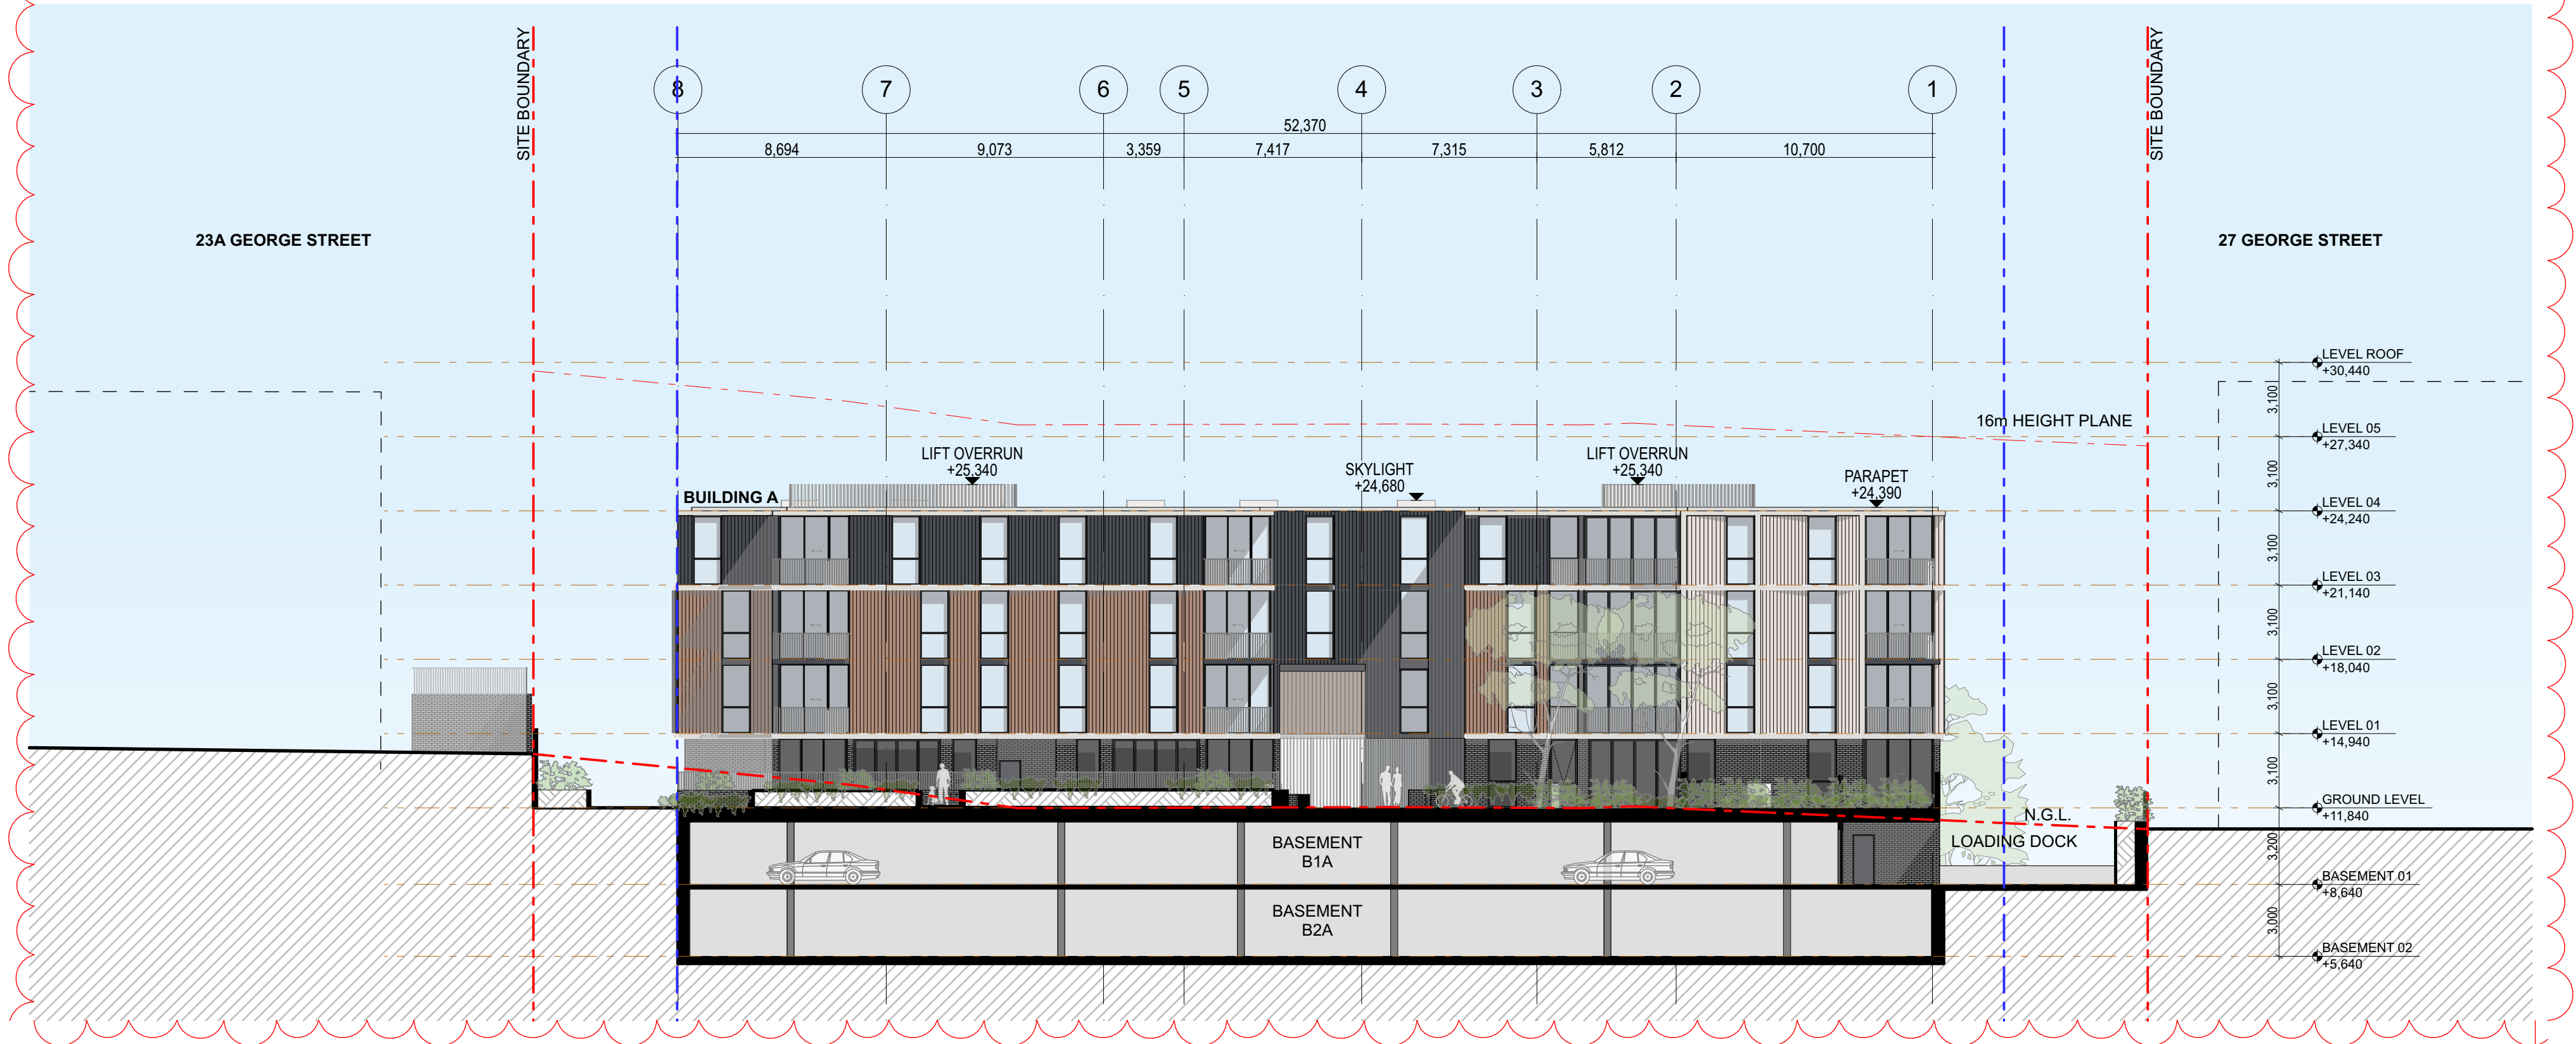 SITE BOUNDARY
SITE BOUNDARY
8
7
6
5
4
3
2
1
52,370
8,694
9,073
3,359
7,417
7,315
5,812
10,700
23A GEORGE STREET
27 GEORGE STREET
LEVEL ROOF
+30,440
3,100
16m HEIGHT PLANE
LEVEL 05
+27,340
3,100
LIFT OVERRUN
+25,340
SKYLIGHT
+24,680
LIFT OVERRUN
+25,340
PARAPET
+24,390
BUILDING A
LEVEL 04
+24,240
3,100
LEVEL 03
+21,140
3,100
LEVEL 02
+18,040
3,100
LEVEL 01
+14,940
3,100
GROUND LEVEL
+11,840
N.G.L.
LOADING DOCK
3,200
BASEMENT
B1A
BASEMENT 01
+8,640
BASEMENT
B2A
3,000
BASEMENT 02
+5,640